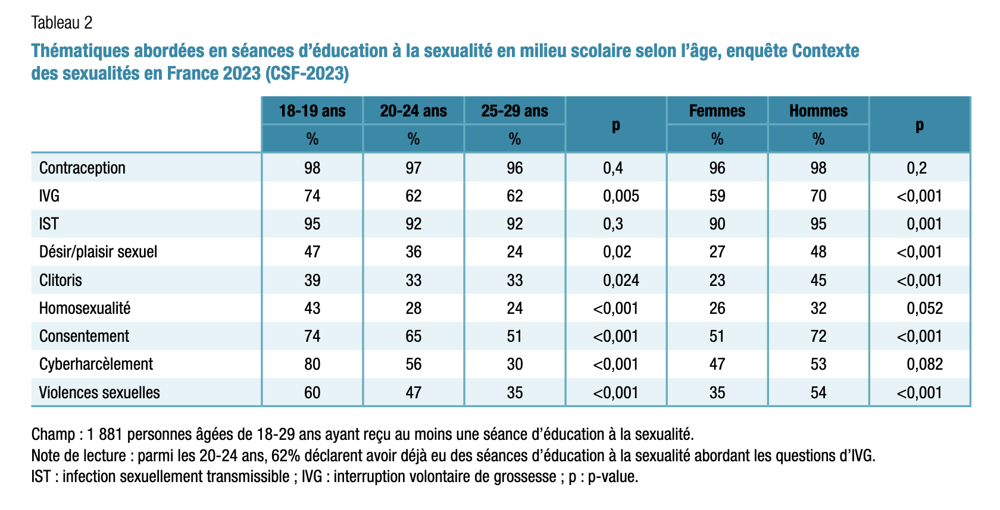 Tableau 2
Thématiques abordées en séances d’éducation à la sexualité en milieu scolaire selon l’âge, enquête Contexte
des sexualités en France 2023 (CSF-2023)
18-19 ans 20-24 ans 25-29 ans p Femmes Hommes p
% % % % %
Contraception 98 97 96 0,4 96 98 0,2
IVG 74 62 62 0,005 59 70 <0,001
IST 95 92 92 0,3 90 95 0,001
Désir/plaisir sexuel 47 36 24 0,02 27 48 <0,001
Clitoris 39 33 33 0,024 23 45 <0,001
Homosexualité 43 28 24 <0,001 26 32 0,052
Consentement 74 65 51 <0,001 51 72 <0,001
Cyberharcèlement 80 56 30 <0,001 47 53 0,082
Violences sexuelles 60 47 35 <0,001 35 54 <0,001
Champ : 1 881 personnes âgées de 18-29 ans ayant reçu au moins une séance d’éducation à la sexualité.
Note de lecture : parmi les 20-24 ans, 62% déclarent avoir déjà eu des séances d’éducation à la sexualité abordant les questions d’IVG.
IST : infection sexuellement transmissible ; IVG : interruption volontaire de grossesse ; p : p-value.